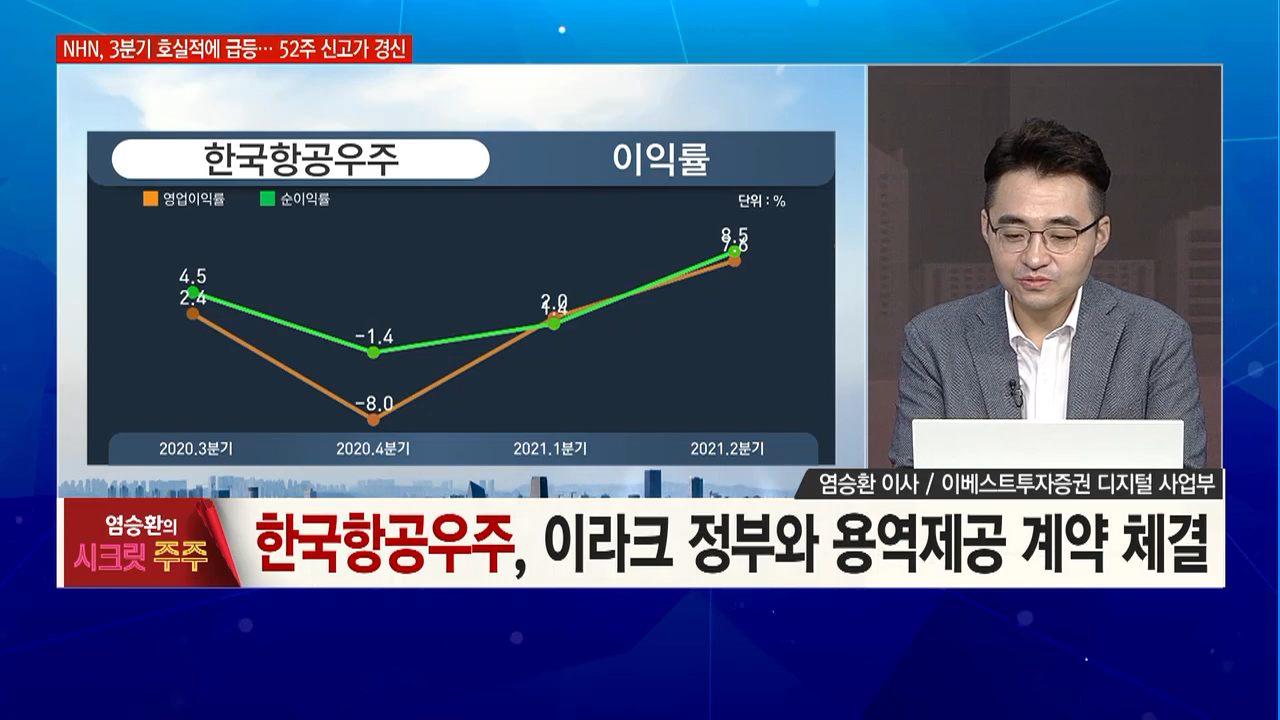 NHN, 3분기 호실적에 급등… 52주 신고가 경신
한국항공우주 이익률
영업이익률 순이익률 단위 : %
4.5
2.4
-1.4
-8.0
2.0
1.4
8.5
7.8
2020.3분기 2020.4분기 2021.1분기 2021.2분기
염승환 이사 / 이베스트투자증권 디지털 사업부
염승환의
시크릿 주주
한국항공우주, 이라크 정부와 용역제공 계약 체결